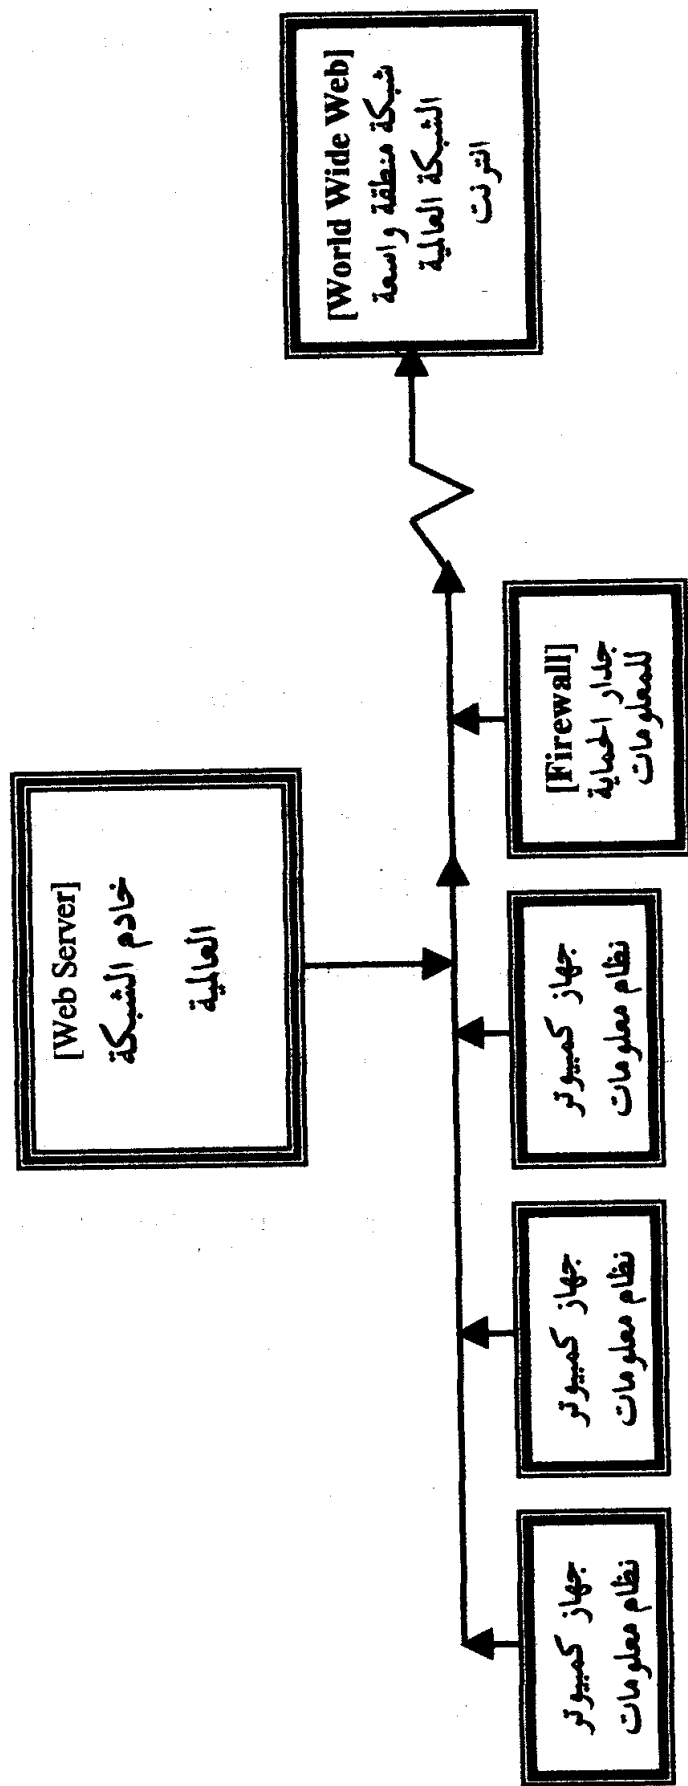 [Web Server]
خادم الشبكة
العالمية
[World Wide Web]
شبكة منطقة واسعة
الشبكة العالمية
انترنت
جهاز كمبيوتر
نظام معلومات
جهاز كمبيوتر
نظام معلومات
جهاز كمبيوتر
نظام معلومات
[Firewall]
جدار الحماية
للمعلومات